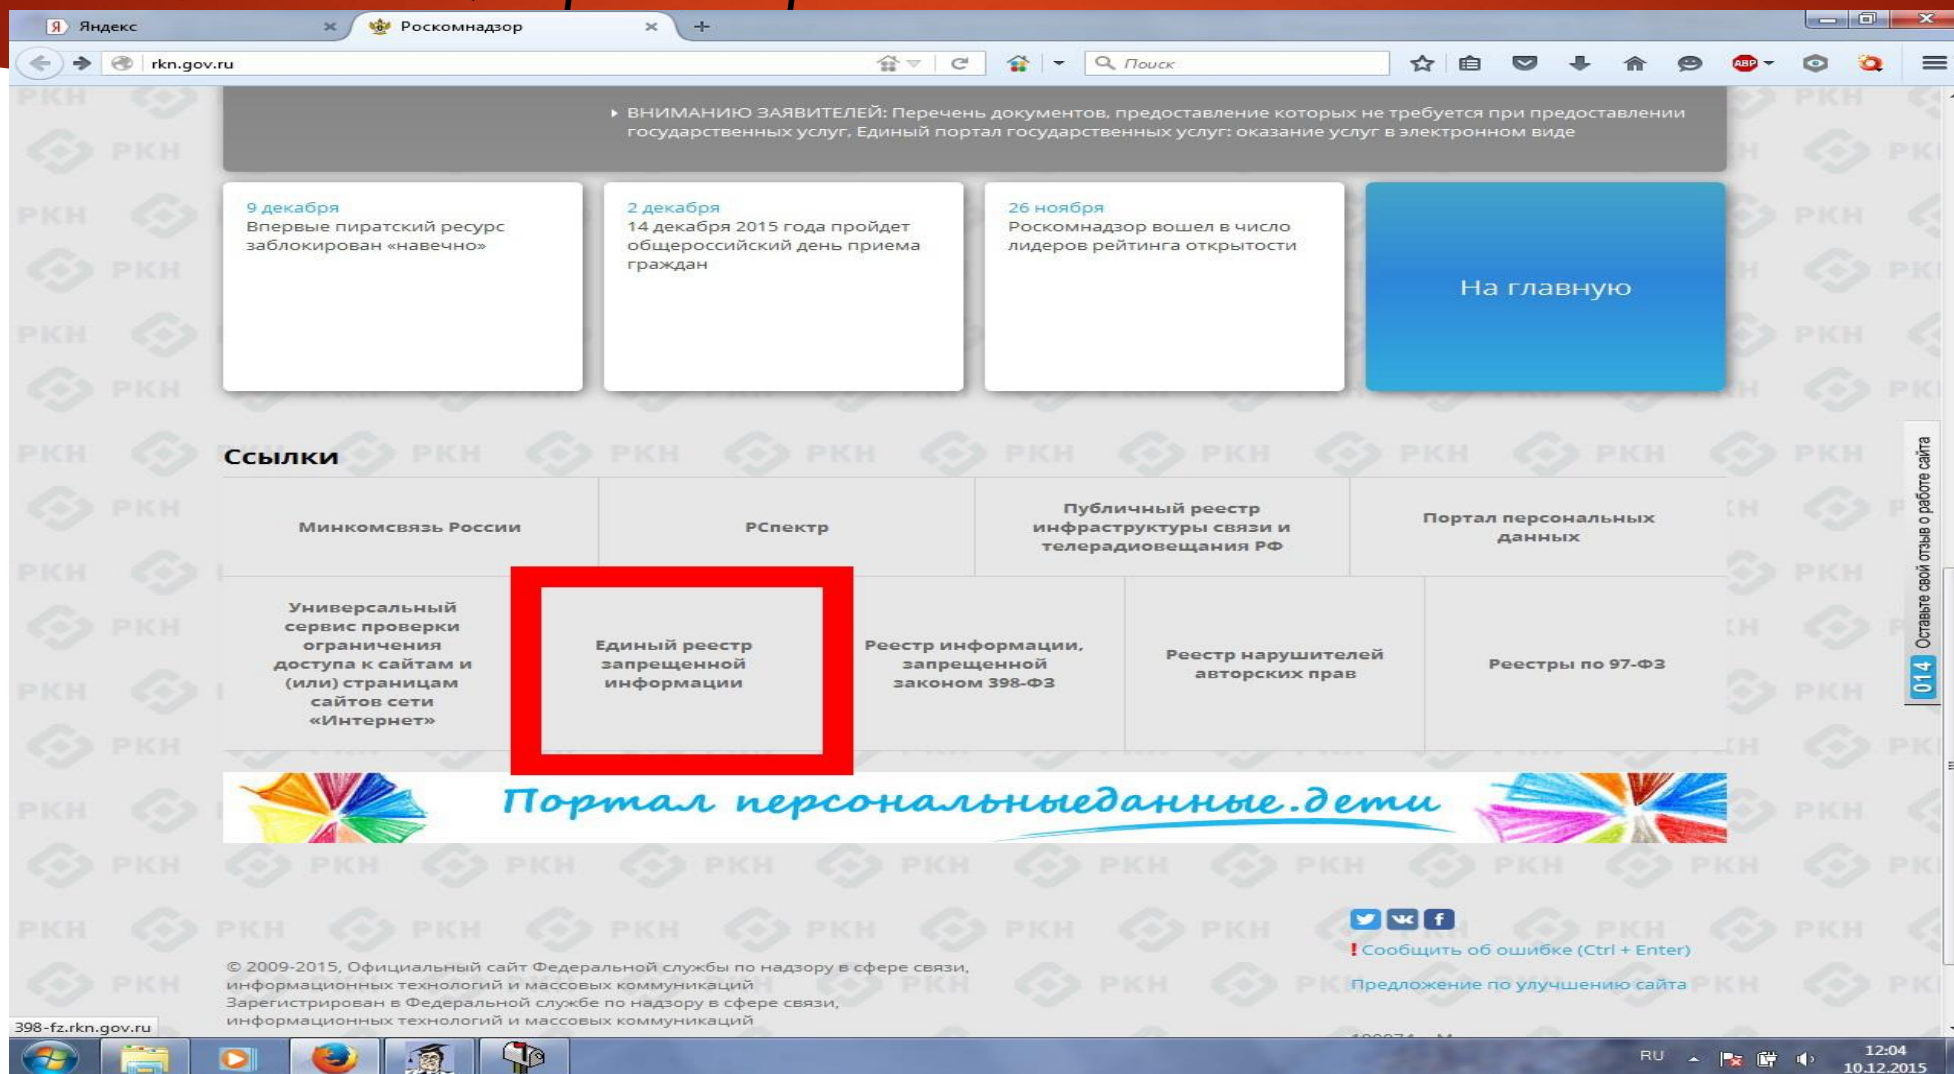 Яндекс
Роскомнадзор
rkn.gov.ru
Поиск
ABP
ВНИМАНИЮ ЗАЯВИТЕЛЕЙ: Перечень документов, предоставление которых не требуется при предоставлении
государственных услуг, Единый портал государственных услуг: оказание услуг в электронном виде
9 декабря
Впервые пиратский ресурс
заблокирован «навечно»
2 декабря
14 декабря 2015 года пройдет
общероссийский день приема
граждан
26 ноября
Роскомнадзор вошел в число
лидеров рейтинга открытости
На главную
Ссылки
Минкомсвязь России
РСпектр
Публичный реестр
инфраструктуры связи и
телерадиовещания РФ
Портал персональных
данных
Универсальный
сервис проверки
ограничения
доступа к сайтам и
(или) страницам
сайтов сети
«Интернет»
Единый реестр
запрещенной
информации
Реестр информации,
запрещенной
законом 398-ФЗ
Реестр нарушителей
авторских прав
Реестры по 97-ФЗ
014 Оставьте свой отзыв о работе сайта
Портал персональныеданные.дети
Сообщить об ошибке (Ctrl + Enter)
Предложение по улучшению сайта
© 2009-2015, Официальный сайт Федеральной службы по надзору в сфере связи,
информационных технологий и массовых коммуникаций
Зарегистрирован в Федеральной службе по надзору в сфере связи,
информационных технологий и массовых коммуникаций
398-fz.rkn.gov.ru
RU
12:04
10.12.2015